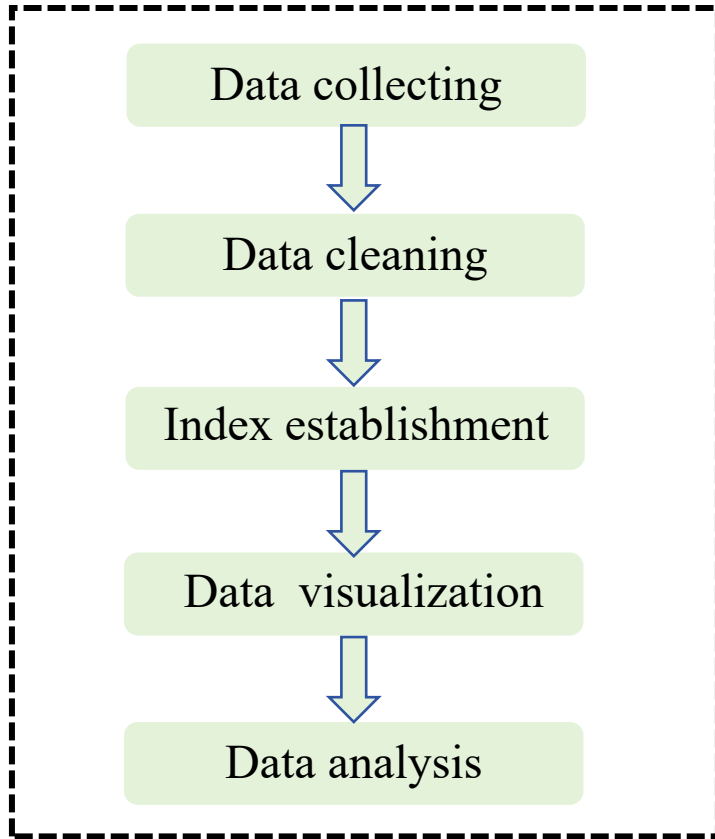 Data collecting
Data cleaning
Index establishment
Data visualization
Data analysis